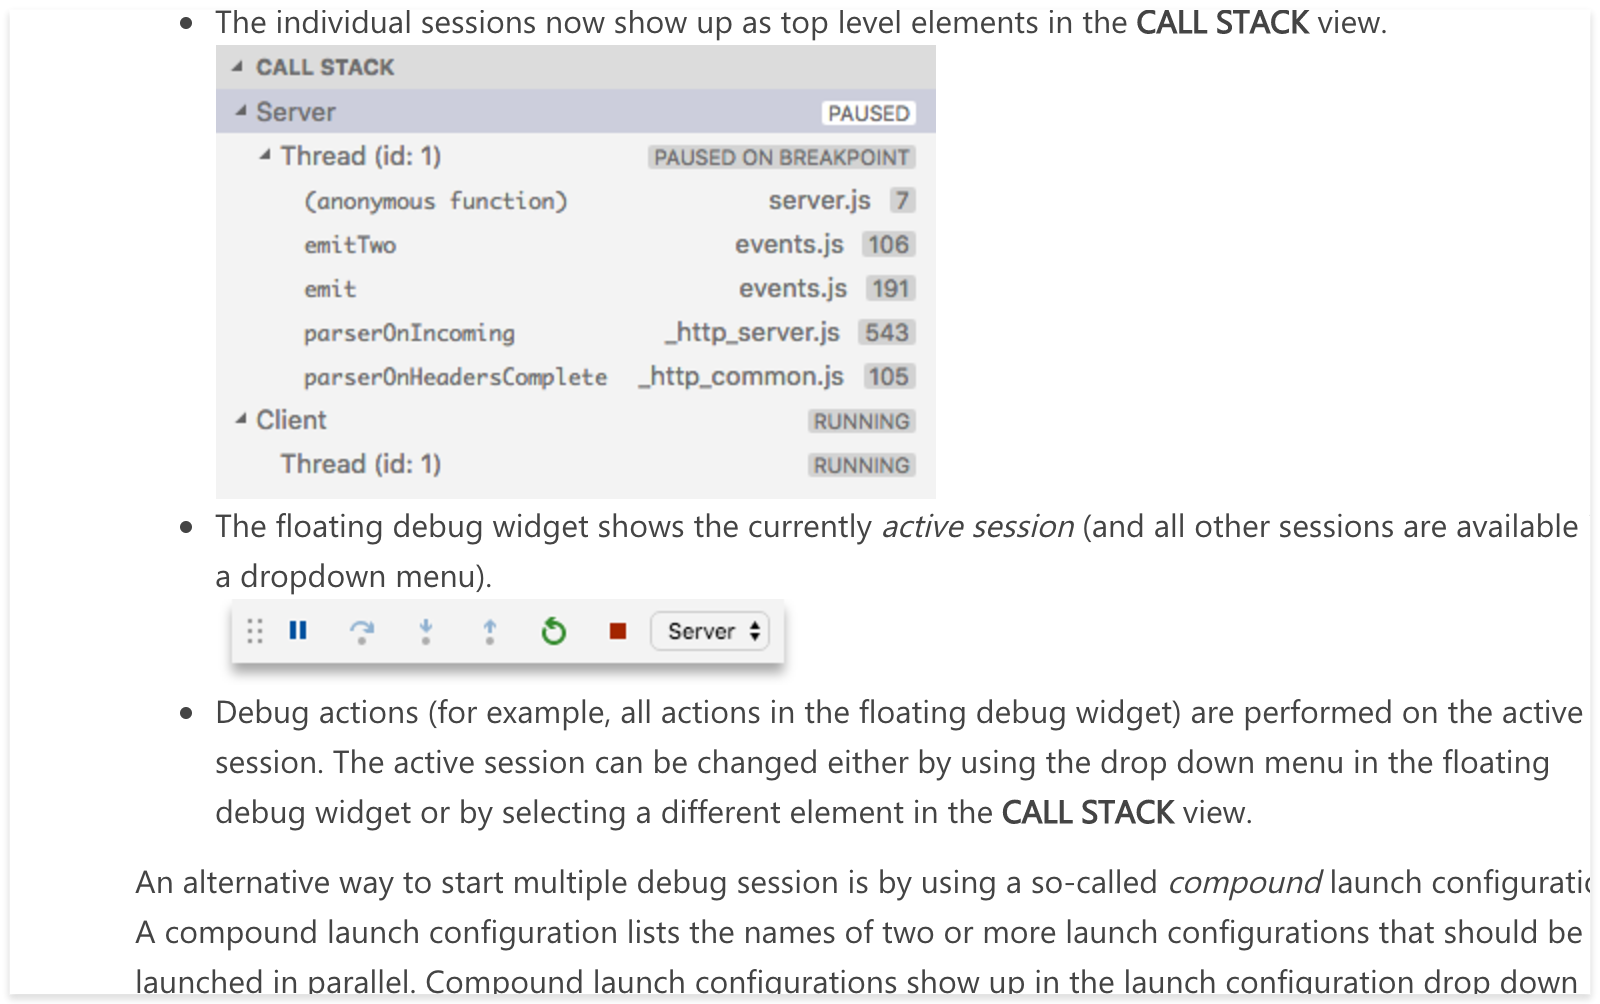 The individual sessions now show up as top level elements in the CALL STACK view.
CALL STACK
Server PAUSED
Thread (id: 1) PAUSED ON BREAKPOINT
(anonymous function) server.js 7
emitTwo events.js 106
emit events.js 191
parserOnIncoming _http_server.js 543
parserOnHeadersComplete _http_common.js 105
Client RUNNING
Thread (id: 1) RUNNING
The floating debug widget shows the currently active session (and all other sessions are available
a dropdown menu).
Server
Debug actions (for example, all actions in the floating debug widget) are performed on the active
session. The active session can be changed either by using the drop down menu in the floating
debug widget or by selecting a different element in the CALL STACK view.
An alternative way to start multiple debug session is by using a so-called compound launch
A compound launch configuration lists the names of two or more launch configurations that should be
launched in parallel. Compound launch configurations show up in the launch configuration drop down